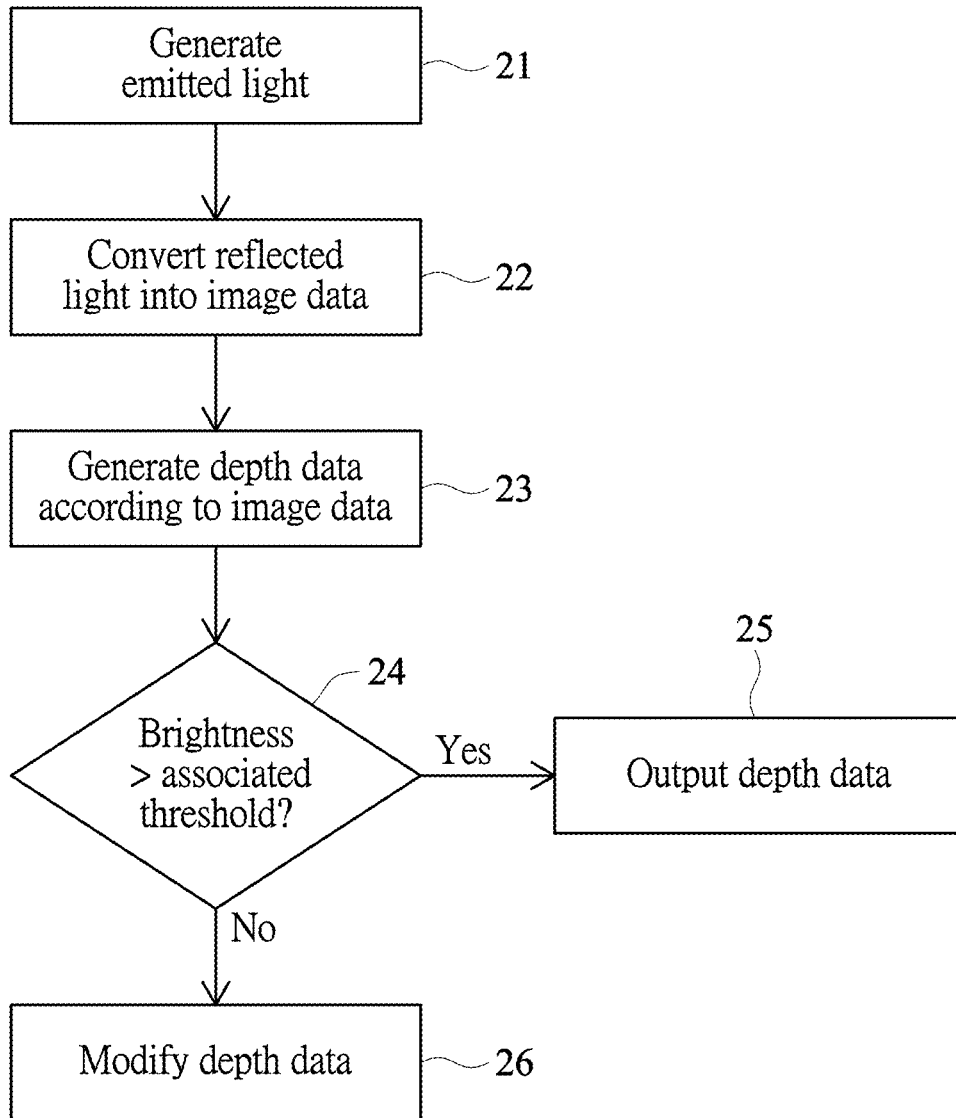 Generate
emitted light
21
Convert reflected
light into image data
22
Generate depth data
according to image data
23
24
Brightness
> associated
threshold?
Yes
25
Output depth data
No
Modify depth data
26